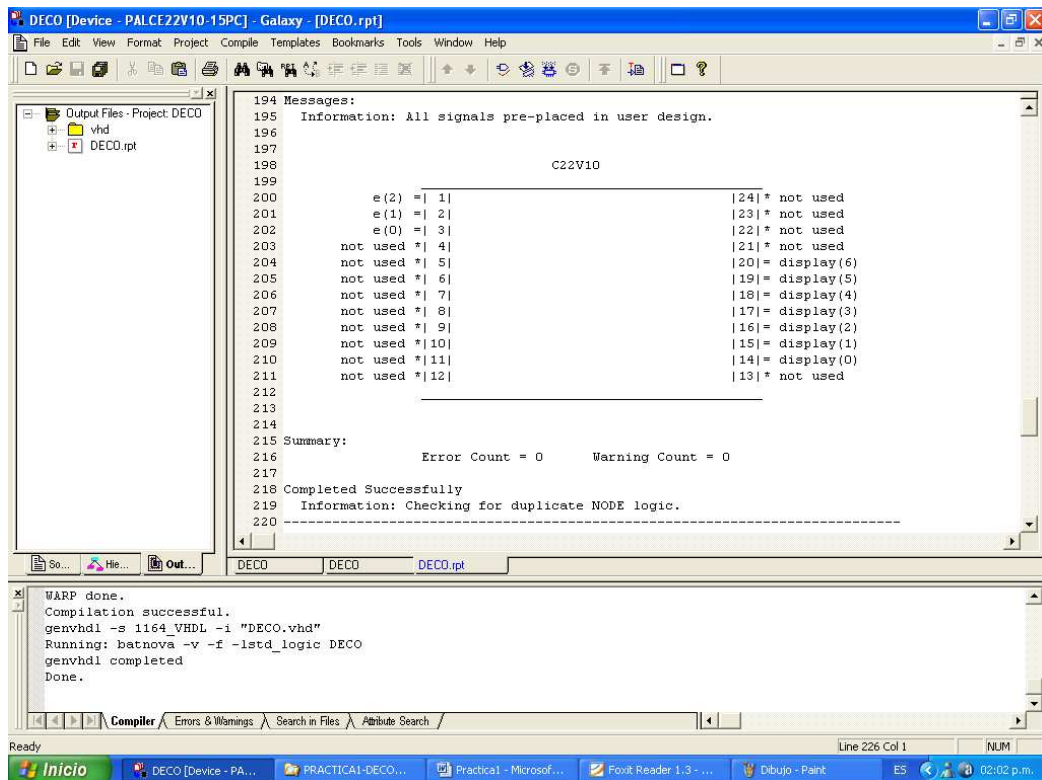 DECO [Device - PALCE22V10-15PC] - Galaxy - [DECO.rpt]
File Edit View Format Project Compile Templates Bookmarks Tools Window Help
Output Files - Project: DECO
vhd
DECO.rpt
194 Messages:
195 Information: All signals pre-placed in user design.
196
197
198 C22V10
199
200 e(2) =| 1| |24|* not used
201 e(1) =| 2| |23|* not used
202 e(0) =| 3| |22|* not used
203 not used *| 4| |21|* not used
204 not used *| 5| |20|= display(6)
205 not used *| 6| |19|= display(5)
206 not used *| 7| |18|= display(4)
207 not used *| 8| |17|= display(3)
208 not used *| 9| |16|= display(2)
209 not used *|10| |15|= display(1)
210 not used *|11| |14|= display(0)
211 not used *|12| |13|* not used
212
213
214
215 Summary:
216 Error Count = 0 Warning Count = 0
217
218 Completed Successfully
219 Information: Checking for duplicate NODE logic.
220 ----------------------------------------------------------------------------
So... Hie... Out...
DECO DECO DECO.rpt
WARP done.
Compilation successful.
genvhdl -s 1164_VHDL -i "DECO.vhd"
Running: batnova -v -f -lstd_logic DECO
genvhdl completed
Done.
Compiler Errors & Warnings Search in Files Attribute Search
Ready Line 226 Col 1 NUM
Inicio DECO [Device - PA... PRACTICA1-DECO... Practica1 - Microsof... Foxit Reader 1.3 - ... Dibujo - Paint ES 02:02 p.m.